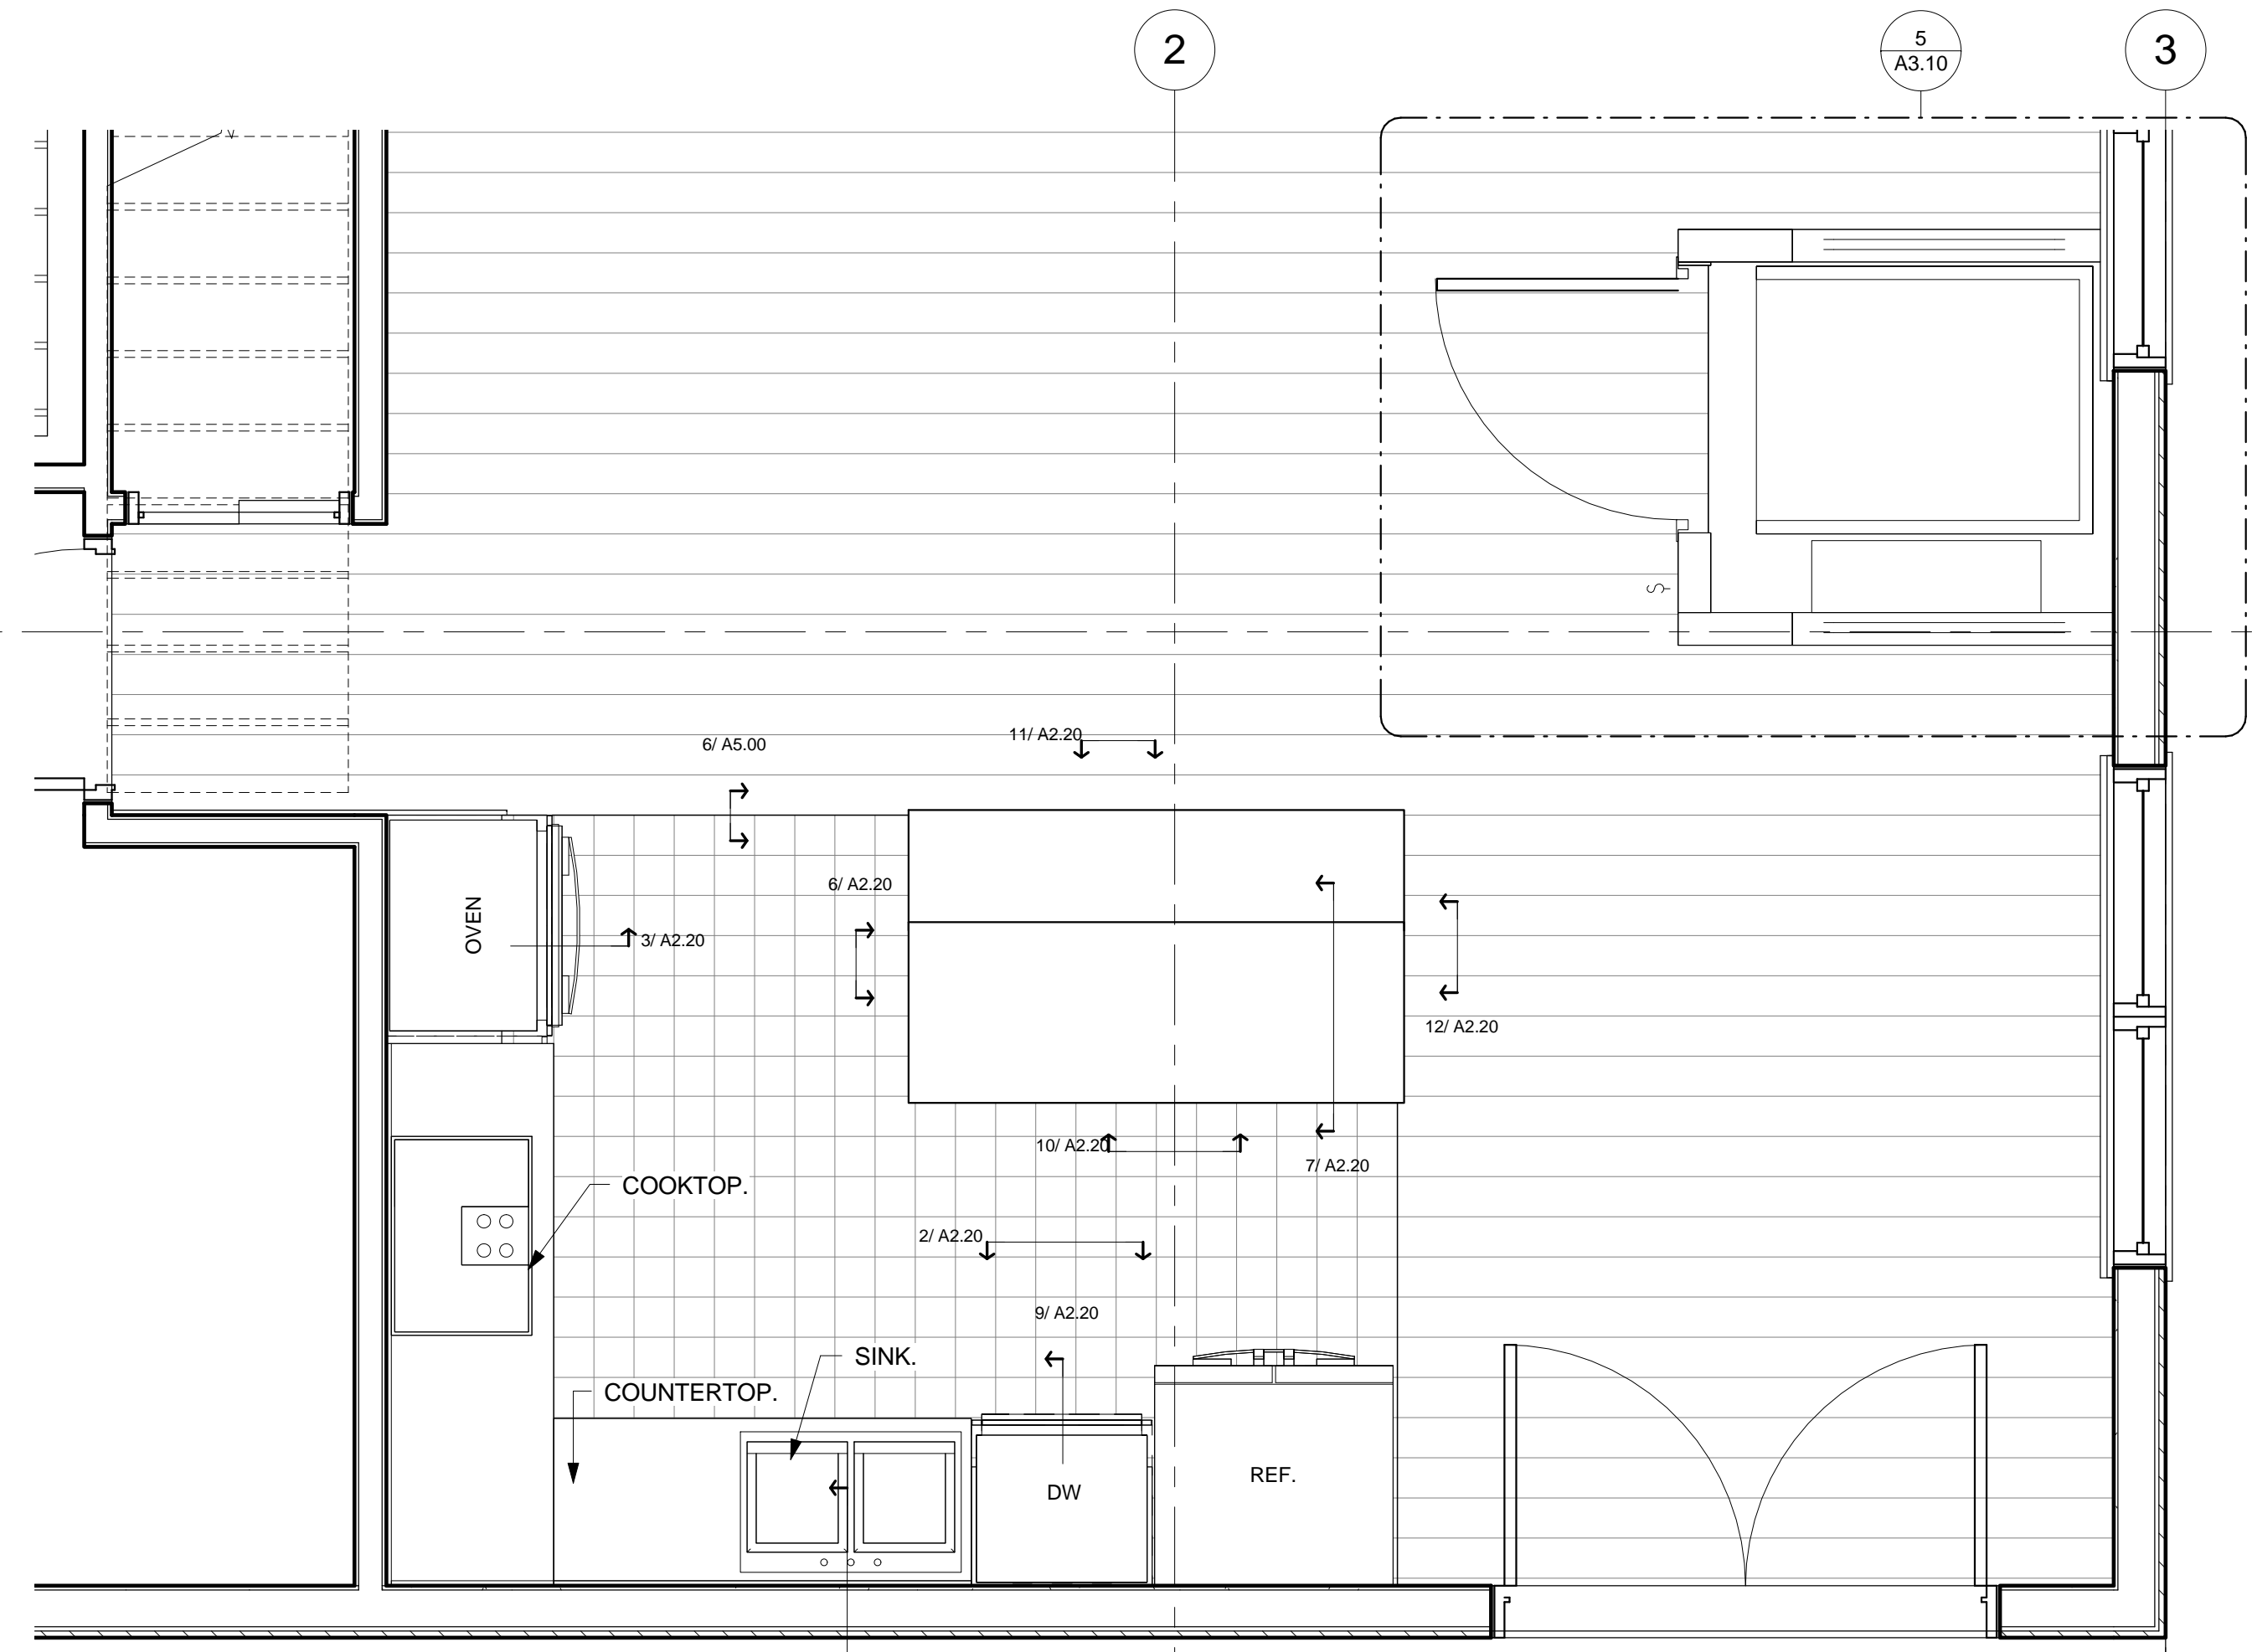 2
5
A3.10
3
S
6/ A5.00
11/ A2.20
6/ A2.20
OVEN
3/ A2.20
12/ A2.20
10/ A2.20
7/ A2.20
COOKTOP.
2/ A2.20
9/ A2.20
SINK.
COUNTERTOP.
REF.
DW